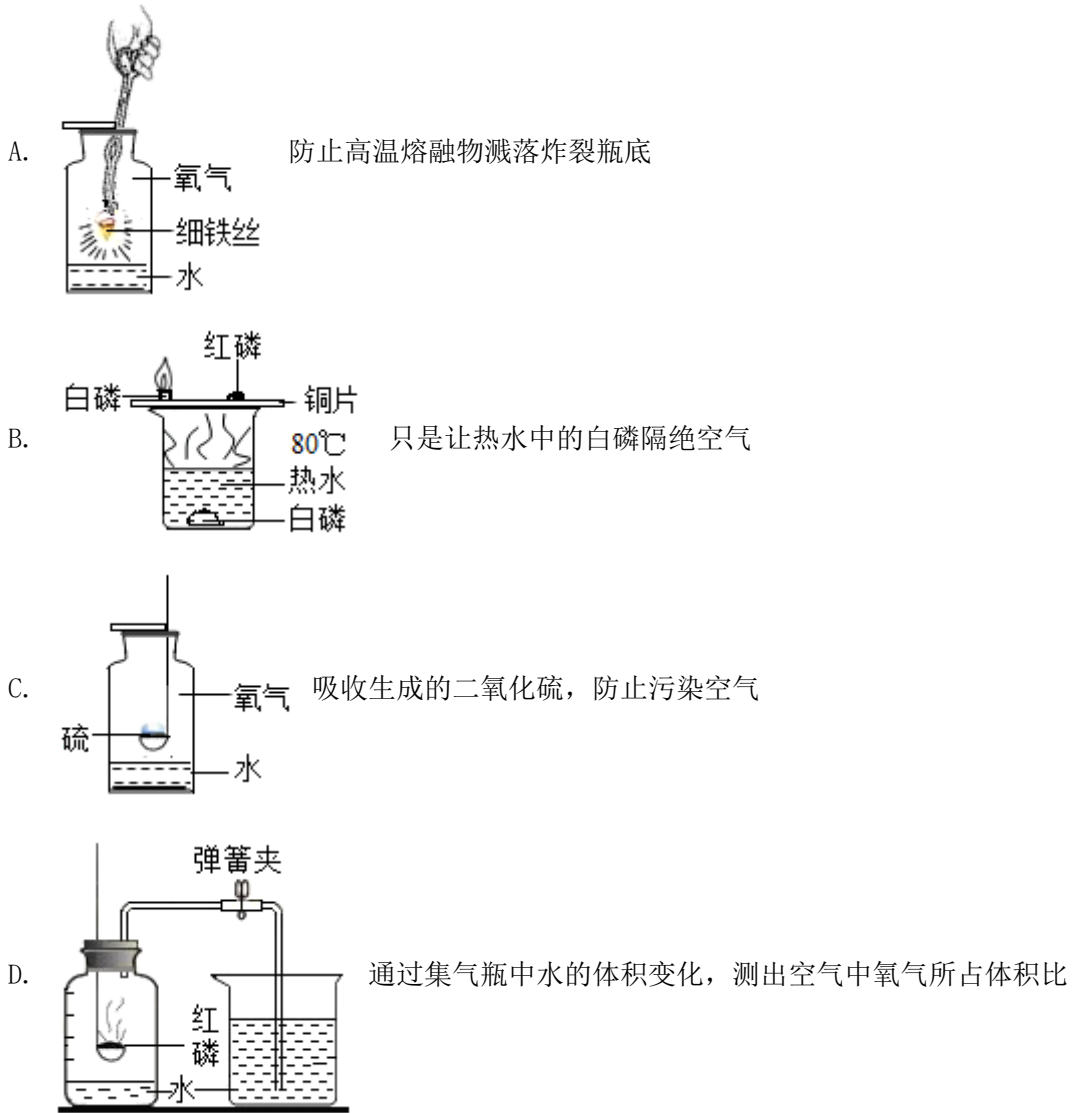 A. 防止高温熔融物溅落炸裂瓶底
氧气
细铁丝
水
红磷
白磷
铜片
B. 80℃ 只是让热水中的白磷隔绝空气
热水
白磷
C. 氧气 吸收生成的二氧化硫，防止污染空气
硫
水
弹簧夹
D. 通过集气瓶中水的体积变化，测出空气中氧气所占体积比
红
磷
水